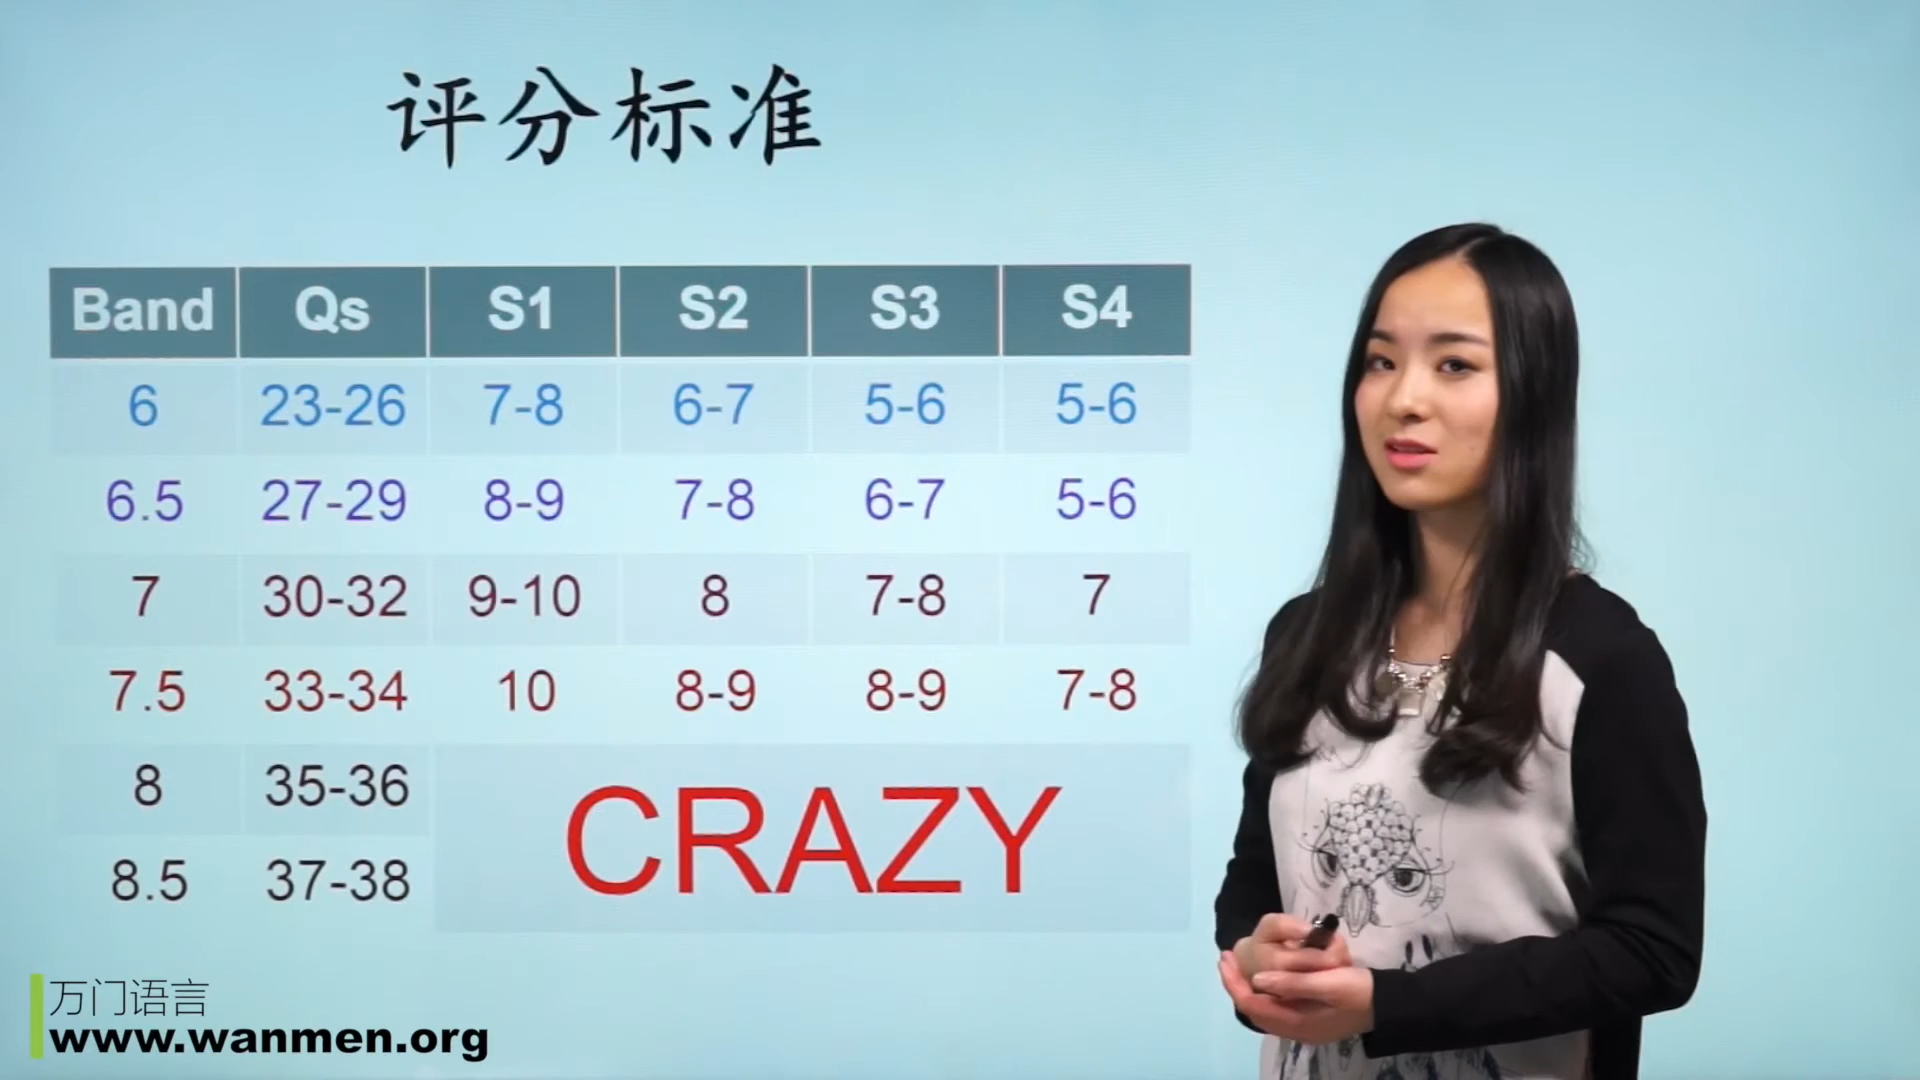 评分标准
Band Qs S1 S2 S3 S4
6 23-26 7-8 6-7 5-6 5-6
6.5 27-29 8-9 7-8 6-7 5-6
7 30-32 9-10 8 7-8 7
7.5 33-34 10 8-9 8-9 7-8
8 35-36 CRAZY
8.5 37-38
万门语言
www.wanmen.org